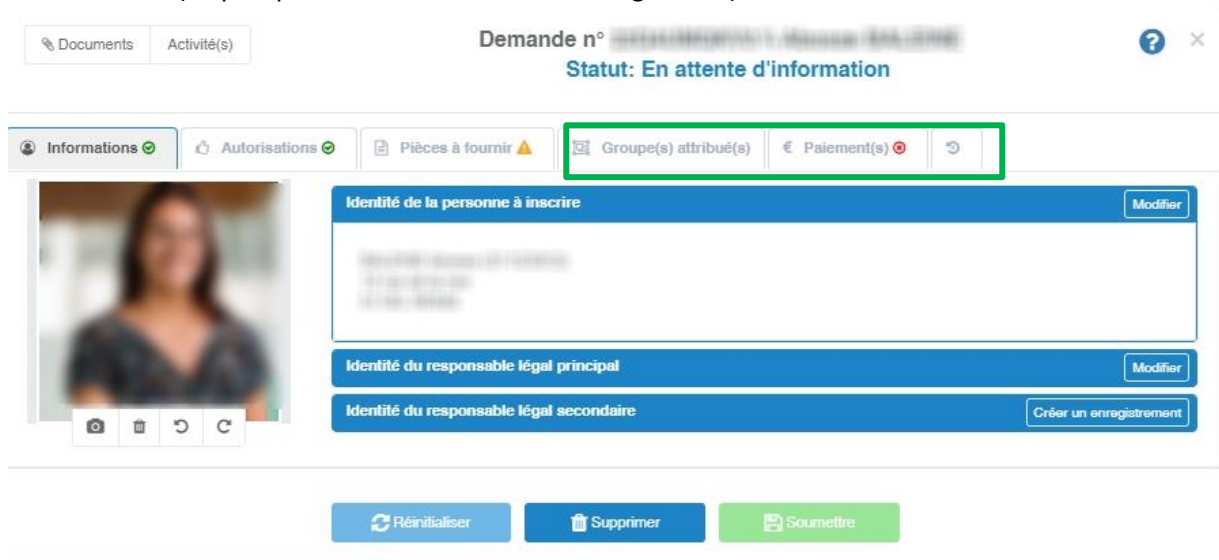 Documents
Activité(s)
Demande n°
Statut: En attente d'information
Informations
Autorisations
Pièces à fournir
Groupe(s) attribué(s)
€ Paiement(s)
Identité de la personne à inscrire
Modifier
Identité du responsable légal principal
Modifier
Identité du responsable légal secondaire
Créer un enregistrement
Réinitialiser
Supprimer
Soumettre